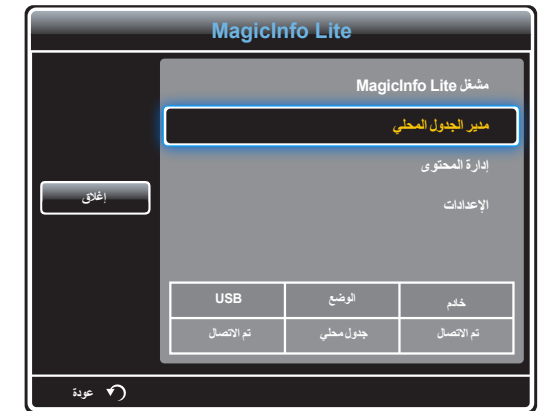 MagicInfo Lite
مشغل MagicInfo Lite
مدير الجدول المحلي
إدارة المحتوى
الإعدادات
إغلاق
خادم الوضع USB
تم الاتصال جدول محلي تم الاتصال
عودة